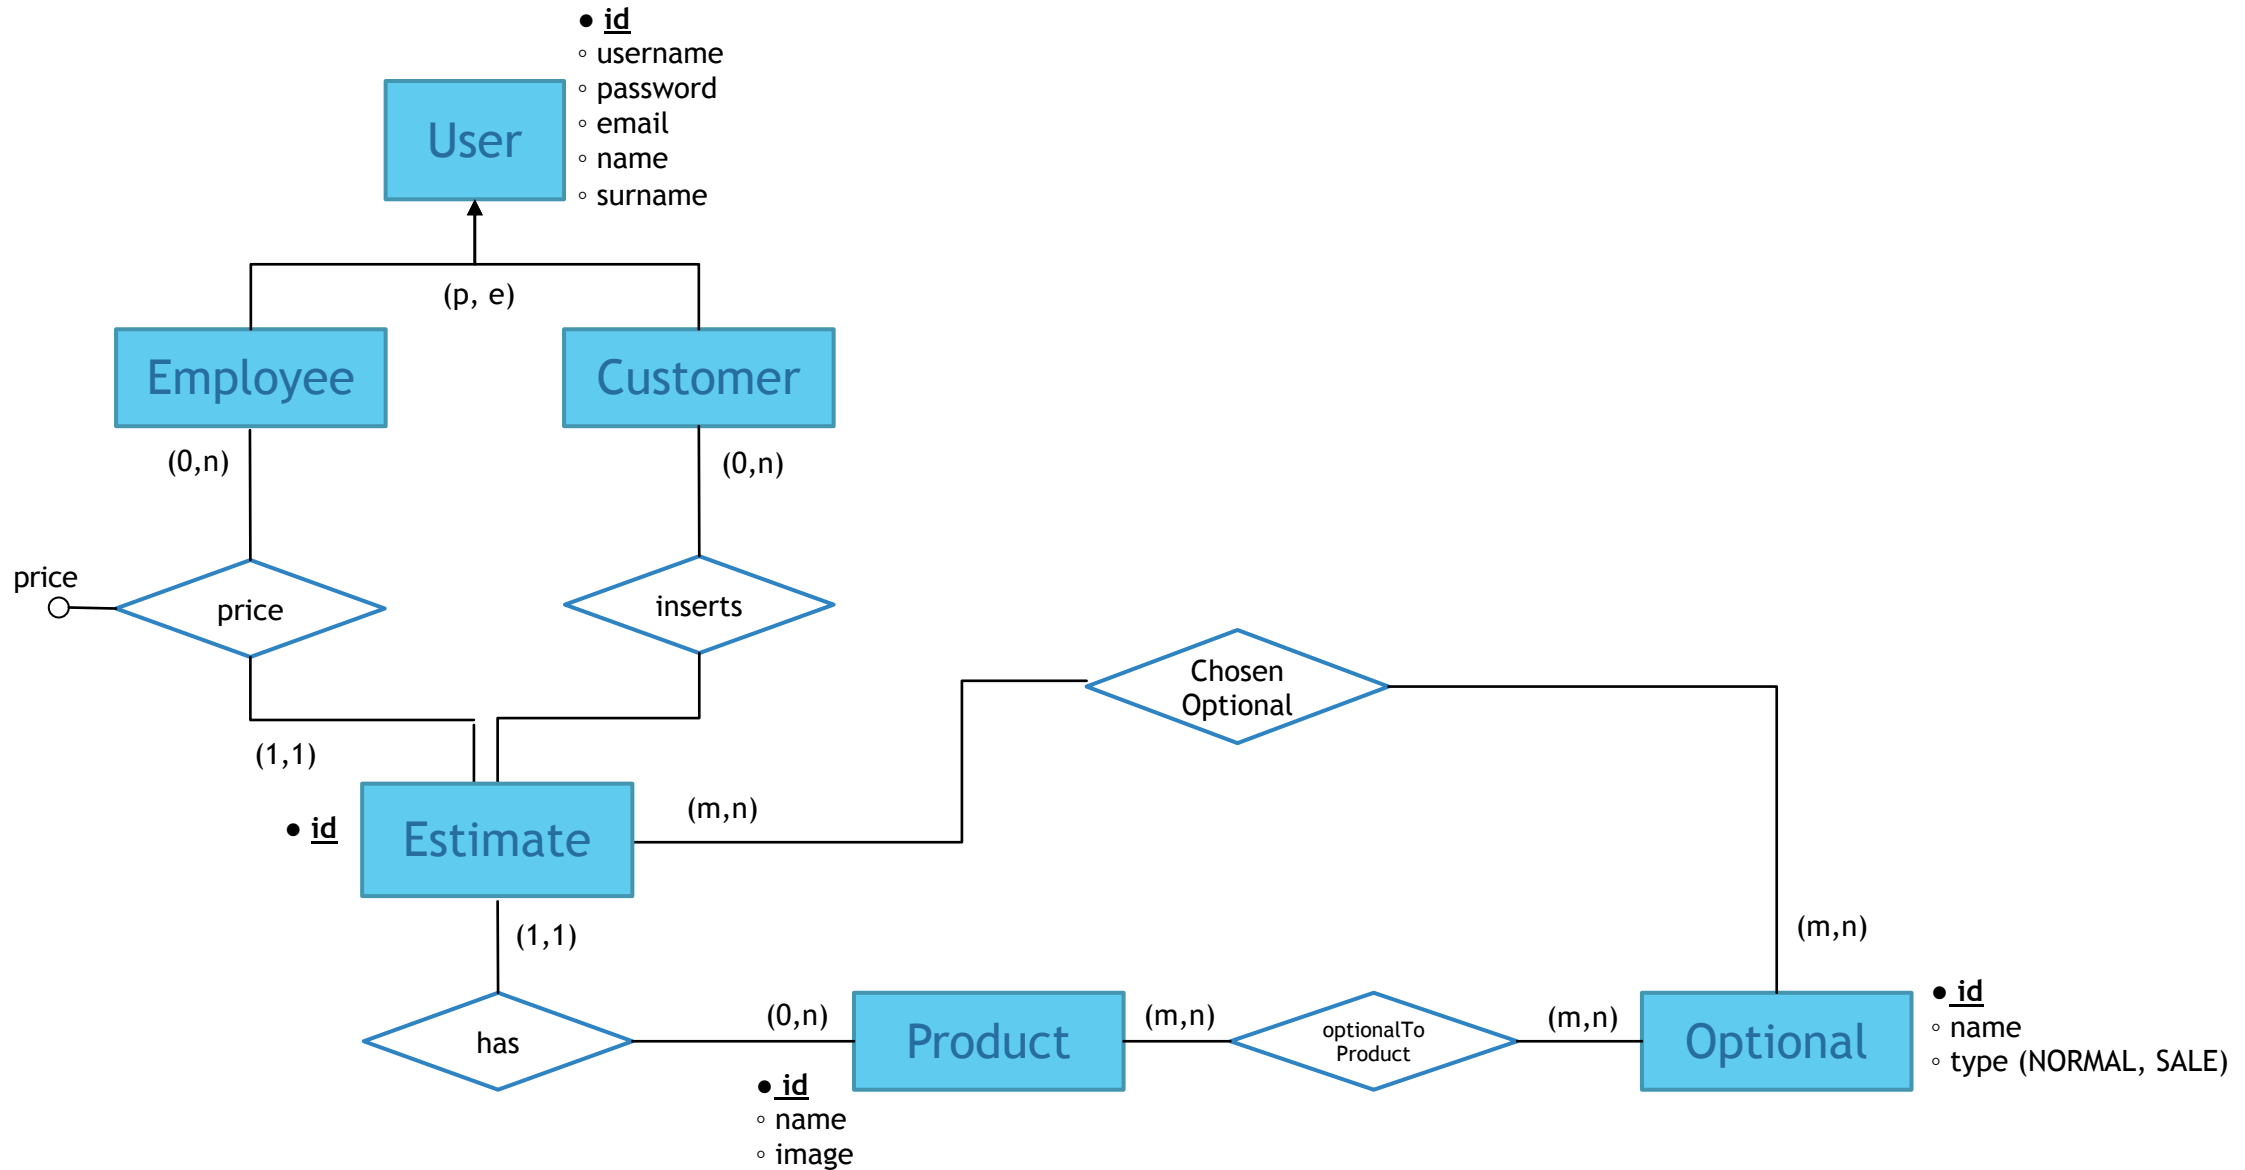 ● id
◦ username
◦ password
◦ email
◦ name
◦ surname
User
(p, e)
Employee
Customer
(0,n)
(0,n)
price
price
inserts
Chosen
Optional
(1,1)
(m,n)
● id
Estimate
(1,1)
(m,n)
has
(0,n)
Product
(m,n)
optionalTo
Product
(m,n)
Optional
● id
◦ name
◦ type (NORMAL, SALE)
● id
◦ name
◦ image